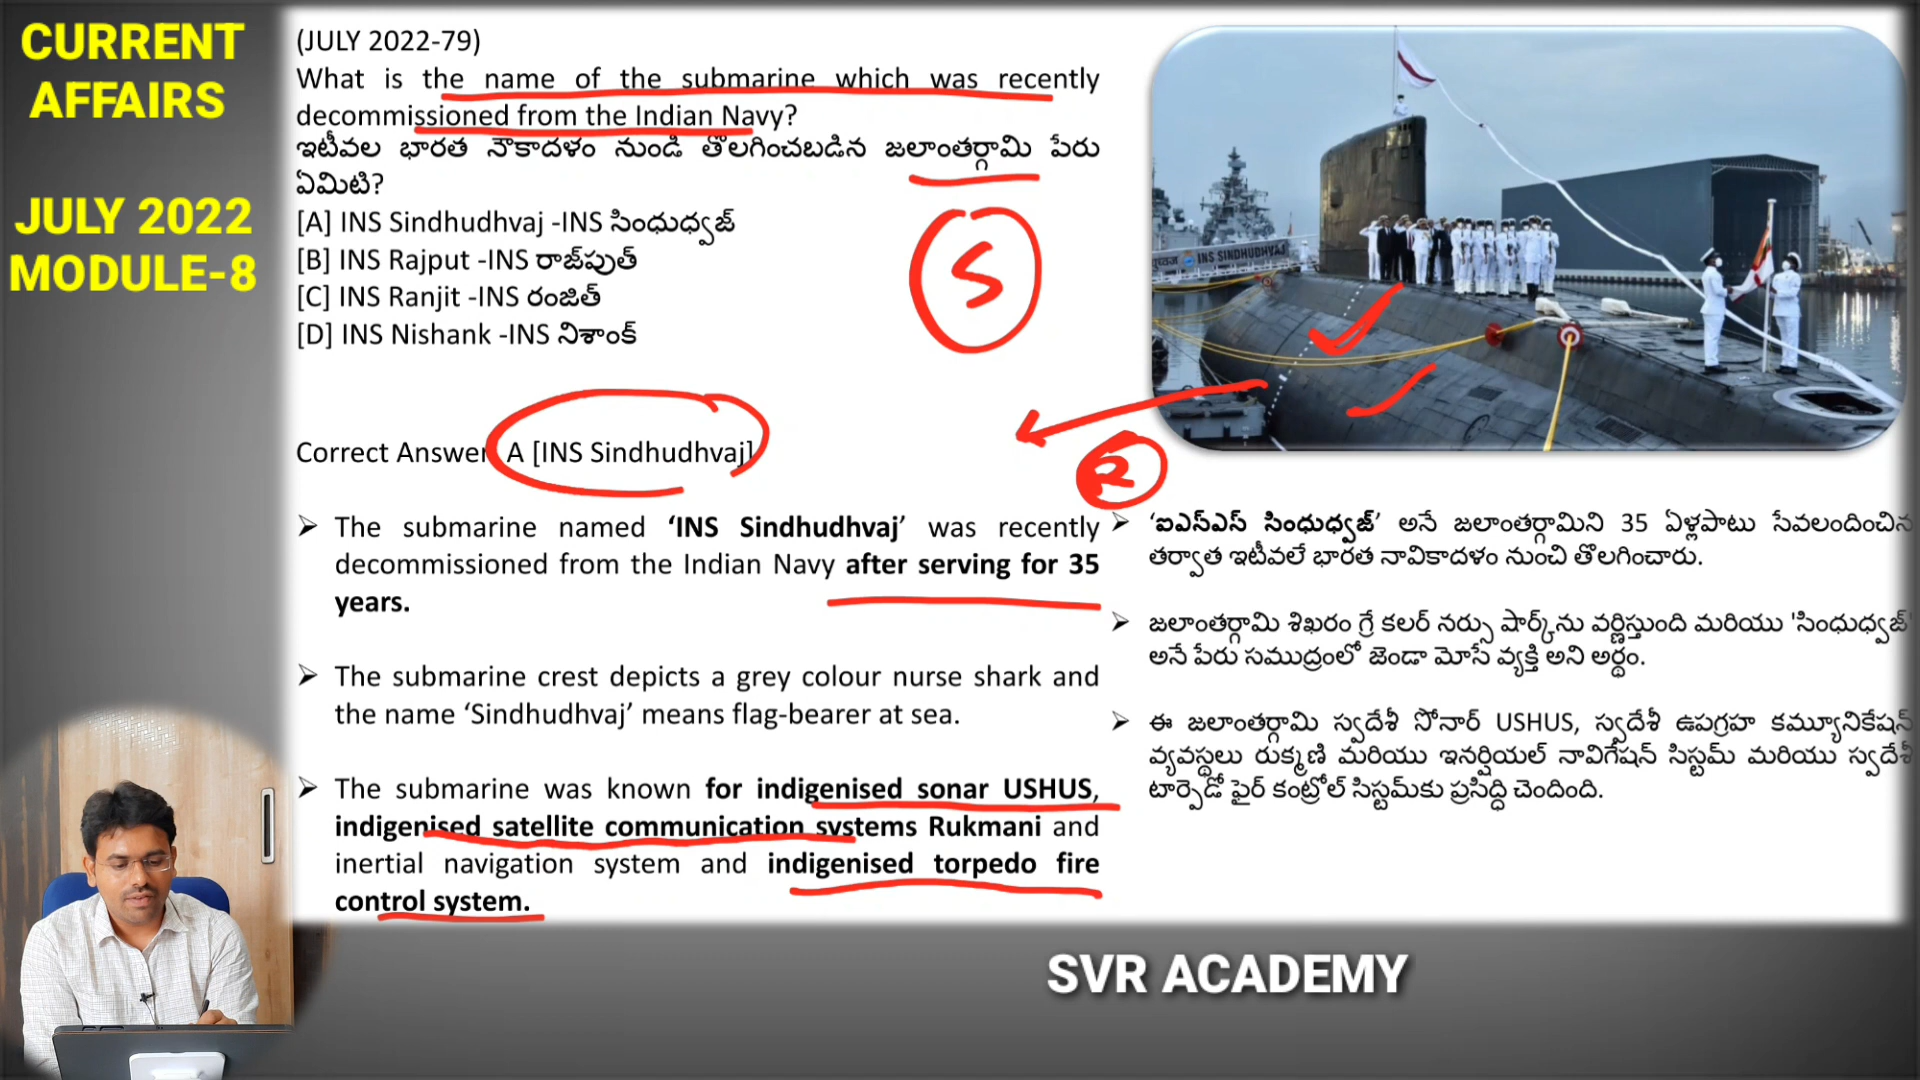 CURRENT
AFFAIRS
JULY 2022
MODULE-8
(JULY 2022-79)
What is the name of the submarine which was recently
decommissioned from the Indian Navy?
ఇటీవల భారత నౌకాదళం నుండి తొలగించబడిన జలాంతర్గామి పేరు
ఏమిటి?
[A] INS Sindhudhvaj -INS సింధుధ్వజ్
[B] INS Rajput -INS రాజ్‌పుత్
[C] INS Ranjit -INS రంజిత్
[D] INS Nishank -INS నిశాంక్
S
INS SINDHUDHVAJ
Correct Answer A [INS Sindhudhvaj]
R
➢ The submarine named ‘INS Sindhudhvaj’ was recently
decommissioned from the Indian Navy after serving for 35
years.
➢ The submarine crest depicts a grey colour nurse shark and
the name ‘Sindhudhvaj’ means flag-bearer at sea.
➢ The submarine was known for indigenised sonar USHUS,
indigenised satellite communication systems Rukmani and
inertial navigation system and indigenised torpedo fire
control system.
➢ ‘ఐఎస్ఎస్ సింధుధ్వజ్’ అనే జలాంతర్గామిని 35 ఏళ్లపాటు సేవలందించిన
తర్వాత ఇటీవలే భారత నావికాదళం నుంచి తొలగించారు.
➢ జలాంతర్గామి శిఖరం గ్రే కలర్ నర్సు షార్క్‌ను వర్ణిస్తుంది మరియు 'సింధుధ్వజ్'
అనే పేరు సముద్రంలో జెండా మోసే వ్యక్తి అని అర్థం.
➢ ఈ జలాంతర్గామి స్వదేశీ సోనార్ USHUS, స్వదేశీ ఉపగ్రహ కమ్యూనికేషన్
వ్యవస్థలు రుక్మణి మరియు ఇనర్షియల్ నావిగేషన్ సిస్టమ్ మరియు స్వదేశీ
టార్పెడో ఫైర్ కంట్రోల్ సిస్టమ్‌కు ప్రసిద్ధి చెందింది.
SVR ACADEMY